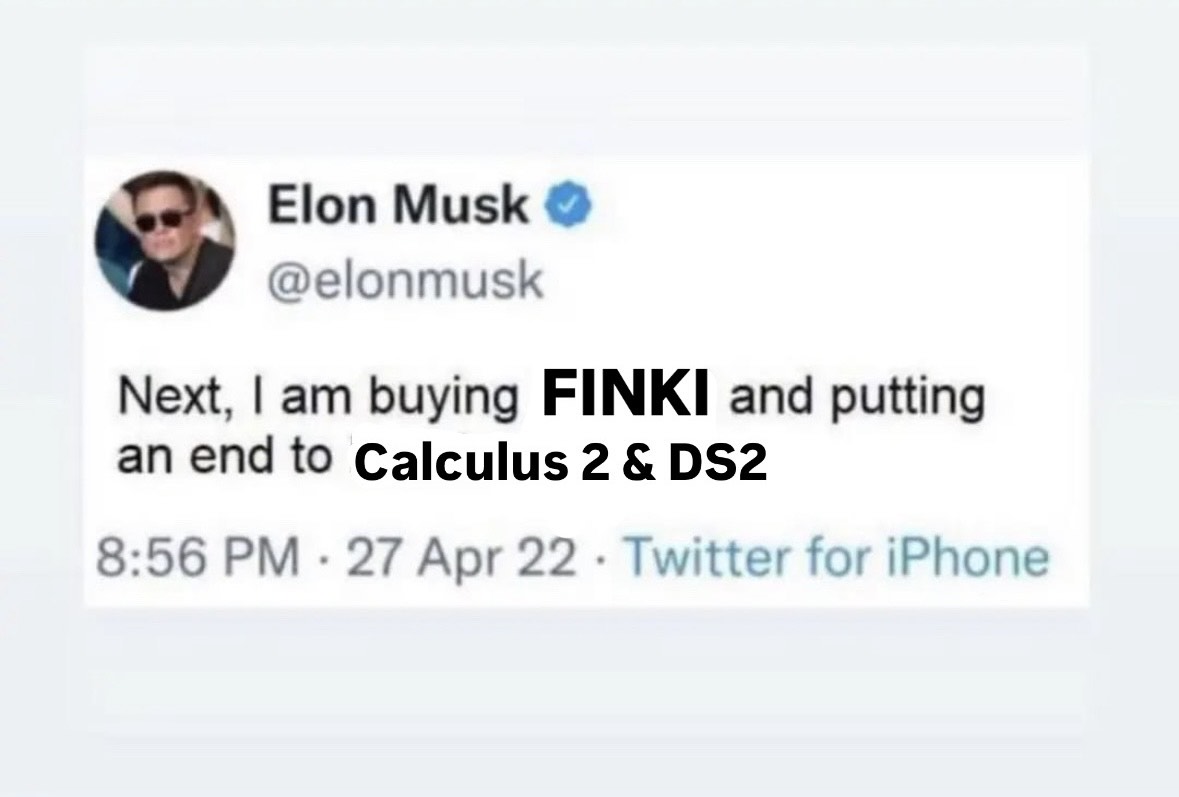 Elon Musk
@elonmusk
Next, I am buying FINKI and putting
an end to Calculus 2 & DS2
8:56 PM · 27 Apr 22 · Twitter for iPhone